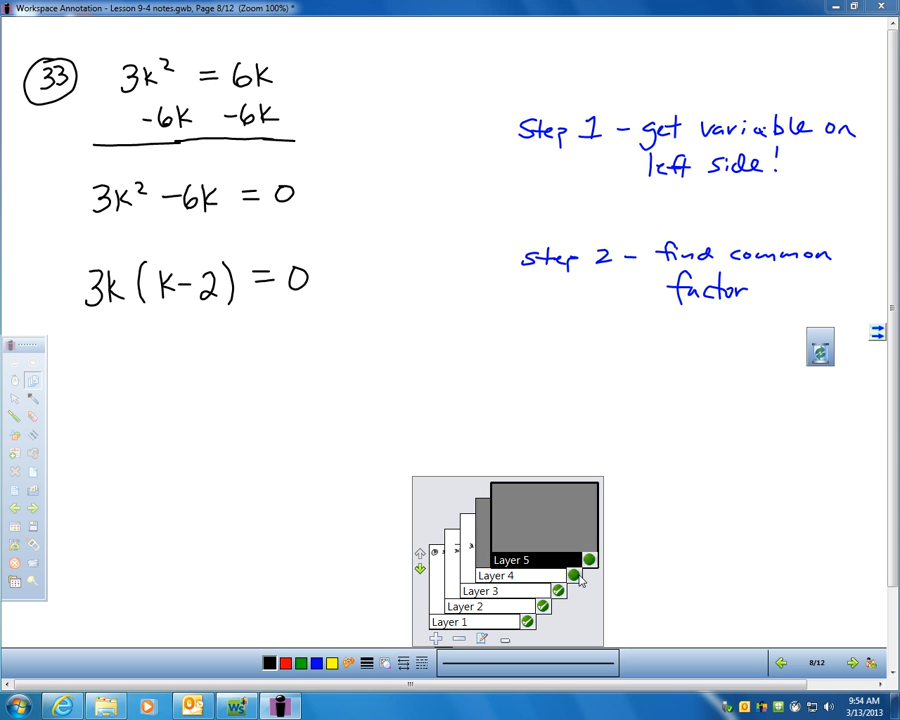 Workspace Annotation - Lesson 9-4 notes.gwb, Page 8/12 (Zoom 100%) *
33 3k² = 6k
-6k -6k
3k² -6k = 0
3k(k-2) = 0
Step 1 - get variable on
left side!
step 2 - find common
factor
Layer 5
Layer 4
Layer 3
Layer 2
Layer 1
8/12
9:54 AM
3/13/2013